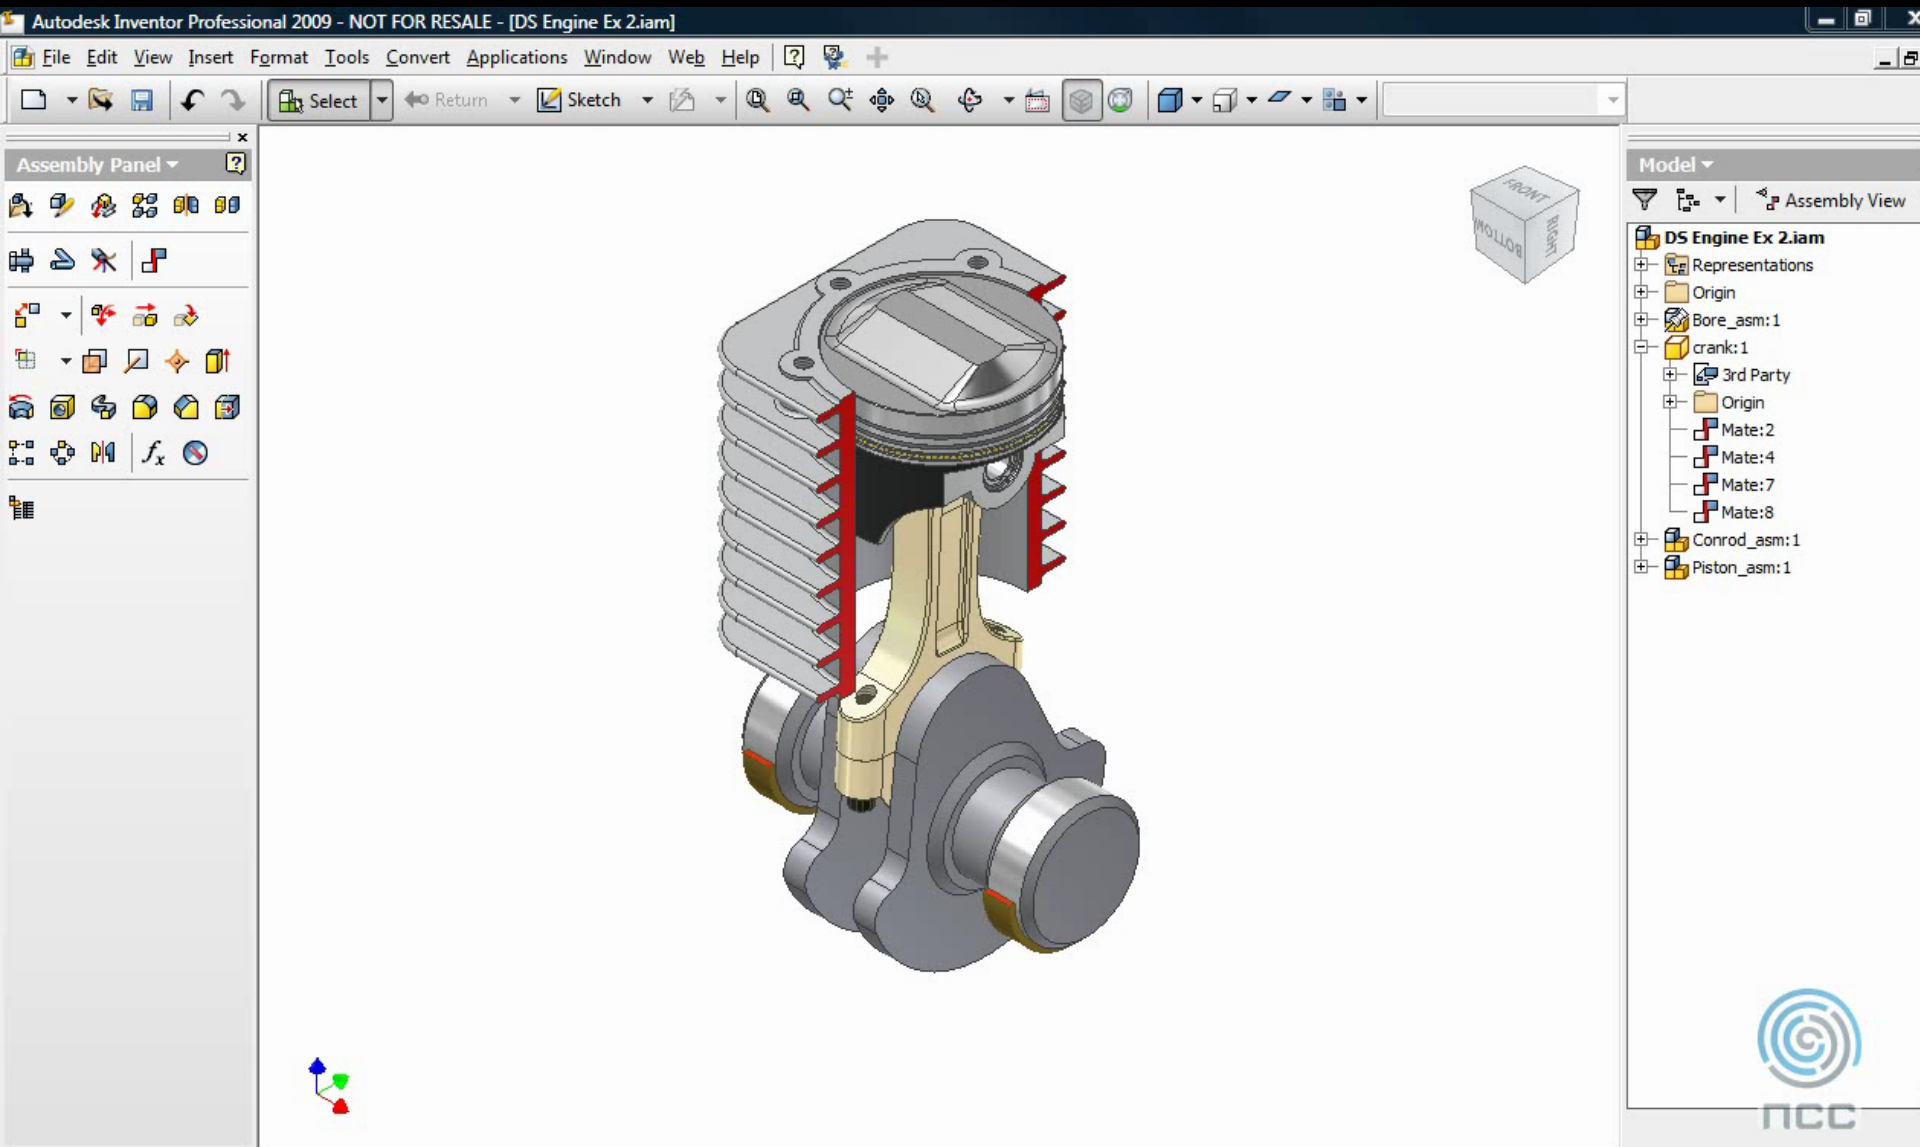 Autodesk Inventor Professional 2009 - NOT FOR RESALE - [DS Engine Ex 2.iam]
File Edit View Insert Format Tools Convert Applications Window Web Help
Select Return Sketch
Assembly Panel
Model
Assembly View
DS Engine Ex 2.iam
Representations
Origin
Bore_asm:1
crank:1
3rd Party
Origin
Mate:2
Mate:4
Mate:7
Mate:8
Conrod_asm:1
Piston_asm:1
FRONT
BOTTOM
RIGHT
fx
ncc